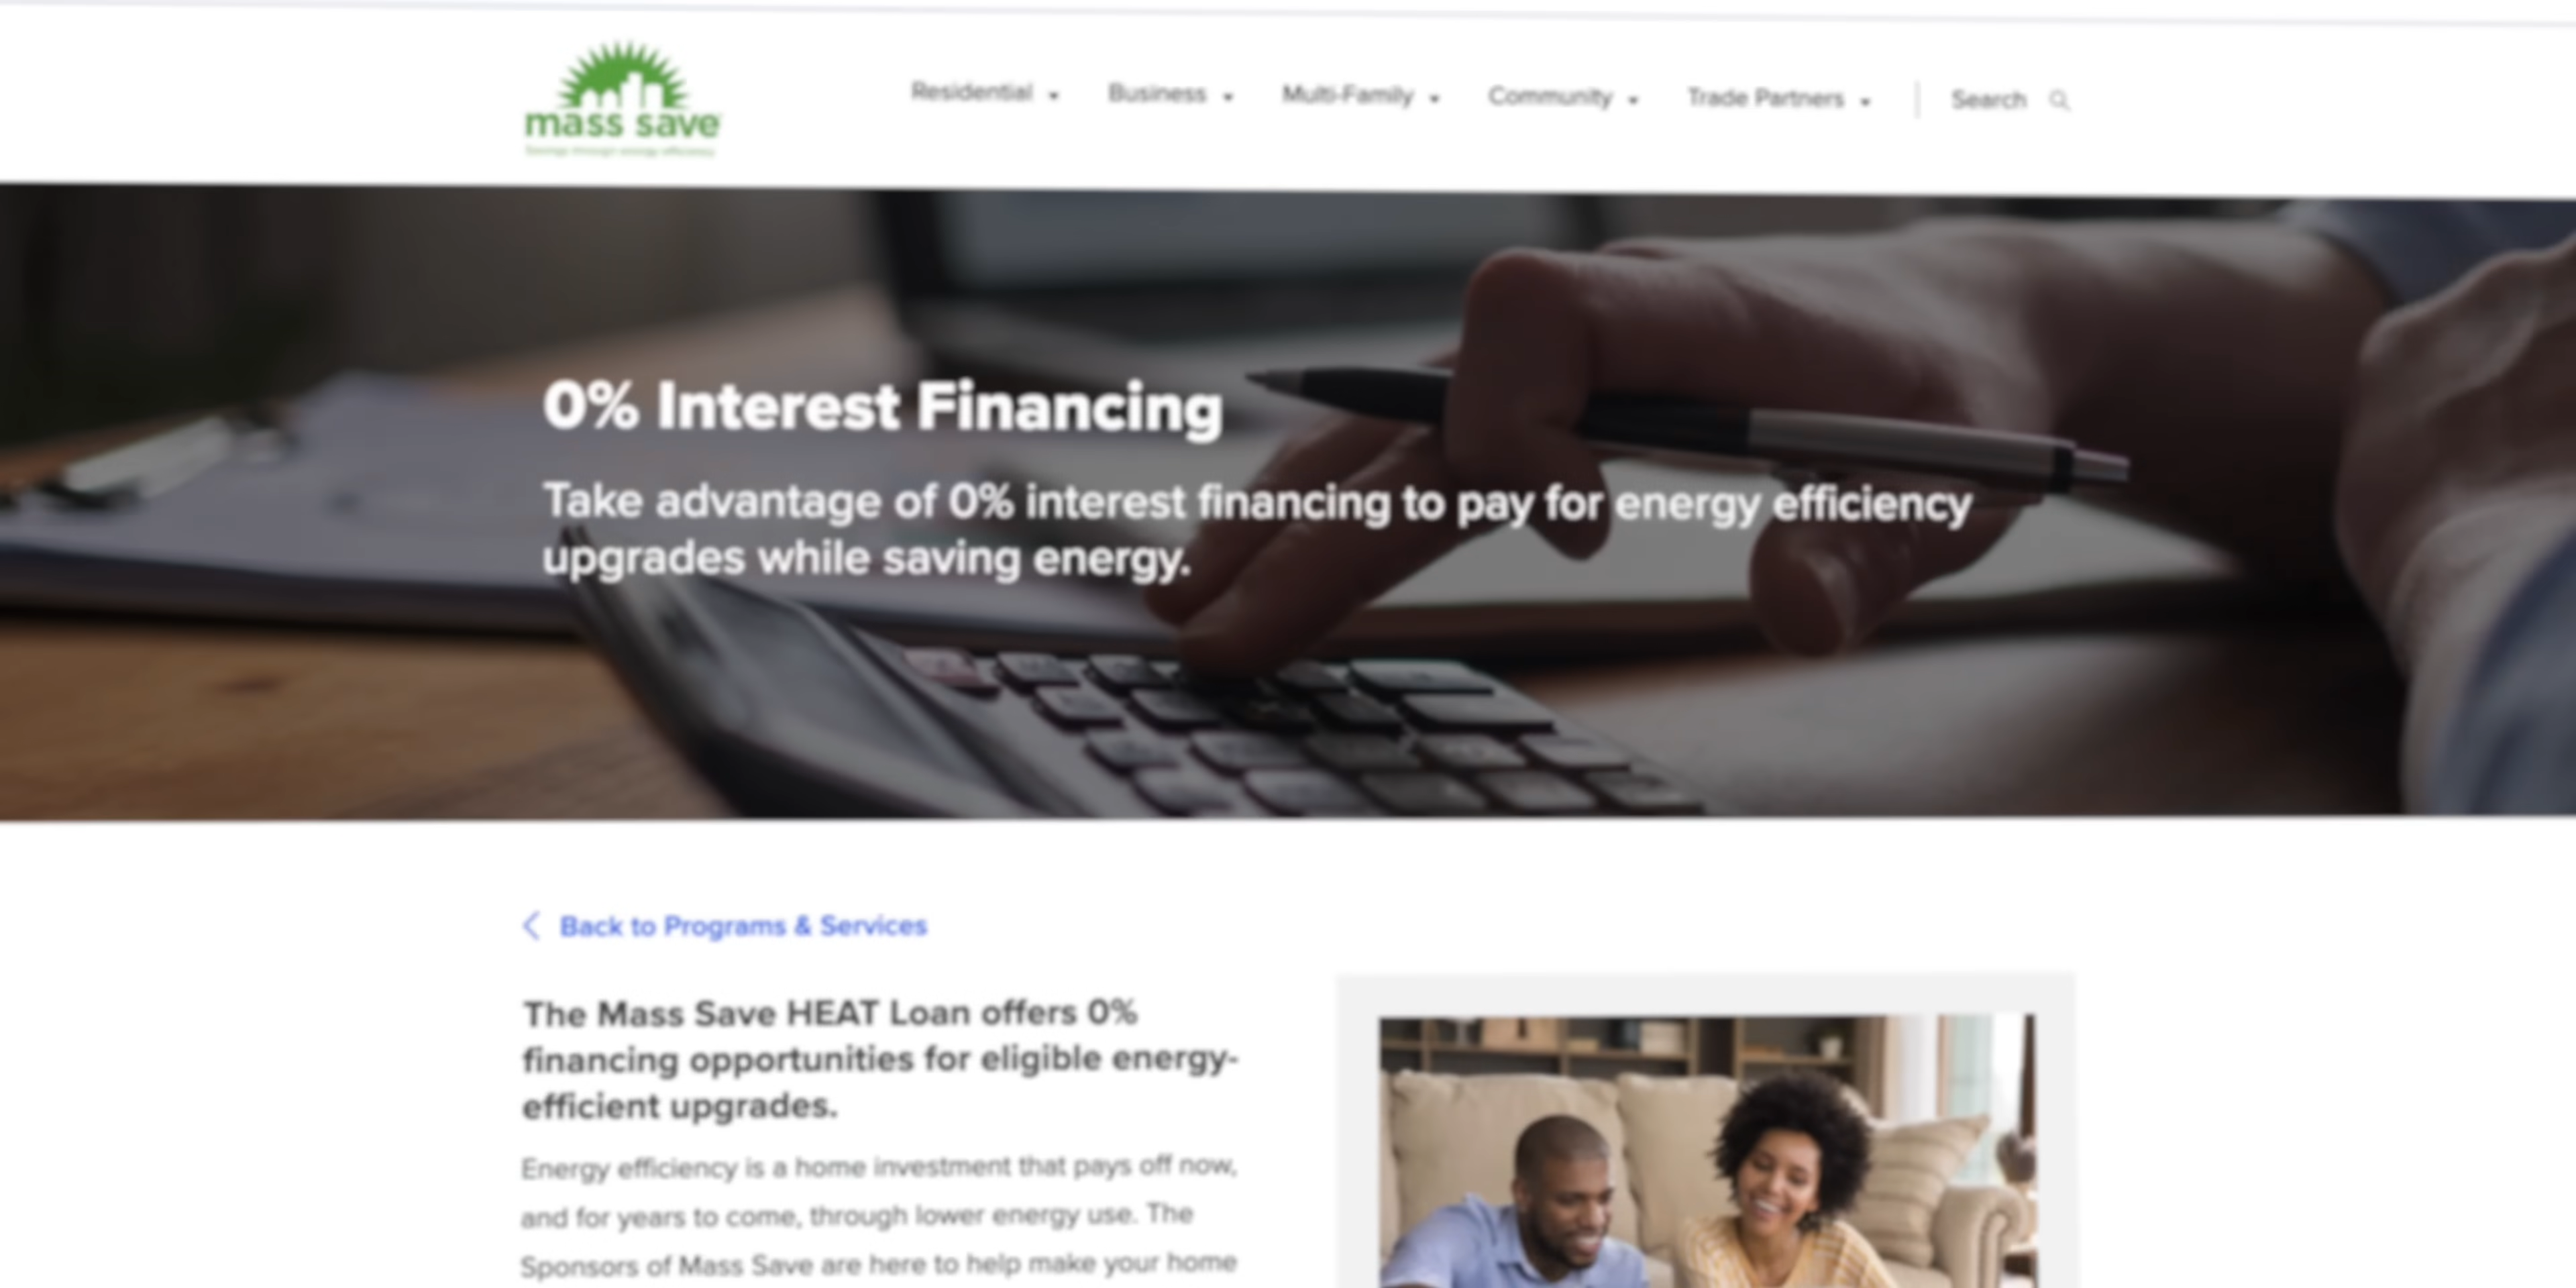 mass save
Savings through energy efficiency
Residential
Business
Multi-Family
Community
Trade Partners
Search
0% Interest Financing
Take advantage of 0% interest financing to pay for energy efficiency
upgrades while saving energy.
Back to Programs & Services
The Mass Save HEAT Loan offers 0%
financing opportunities for eligible energy-
efficient upgrades.
Energy efficiency is a home investment that pays off now,
and for years to come, through lower energy use. The
Sponsors of Mass Save are here to help make your home